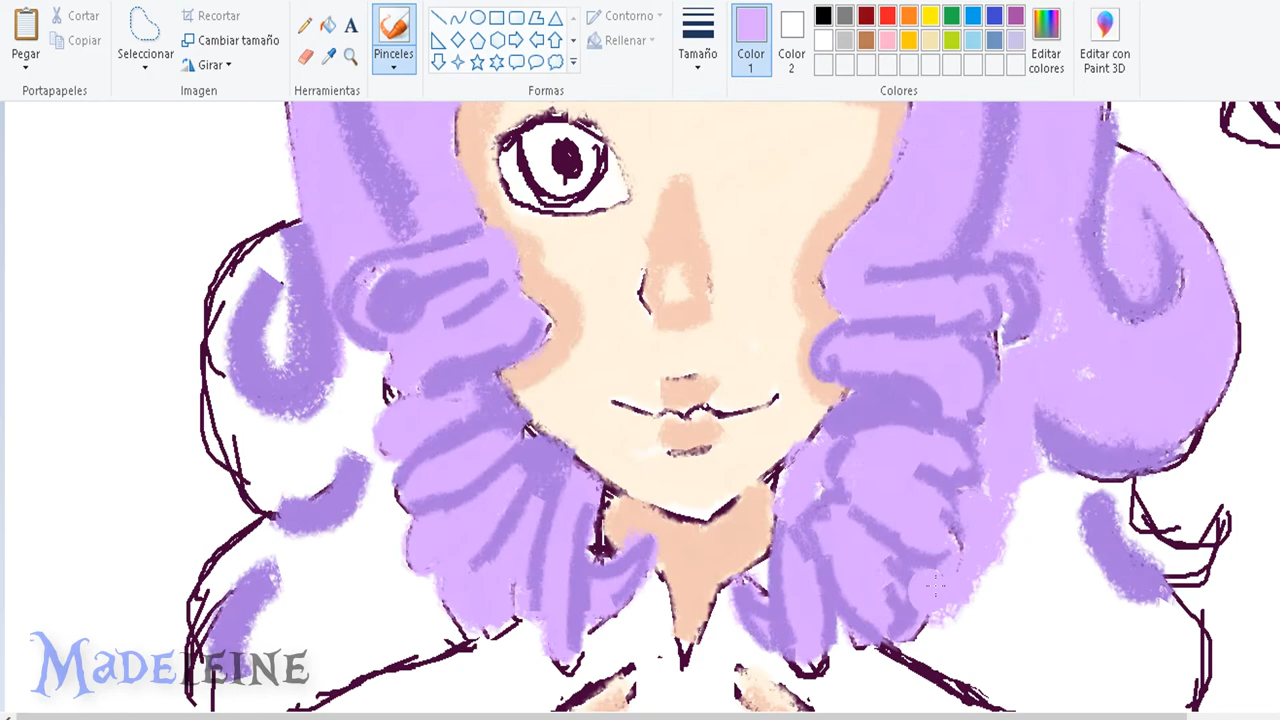 Pegar
Cortar
Copiar
Portapapeles
Seleccionar
Recortar
Cambiar tamaño
Girar
Imagen
A
Herramientas
Pinceles
Contorno
Rellenar
Formas
Tamaño
Color
1
Color
2
Editar
colores
Colores
Editar con
Paint 3D
MADELEINE